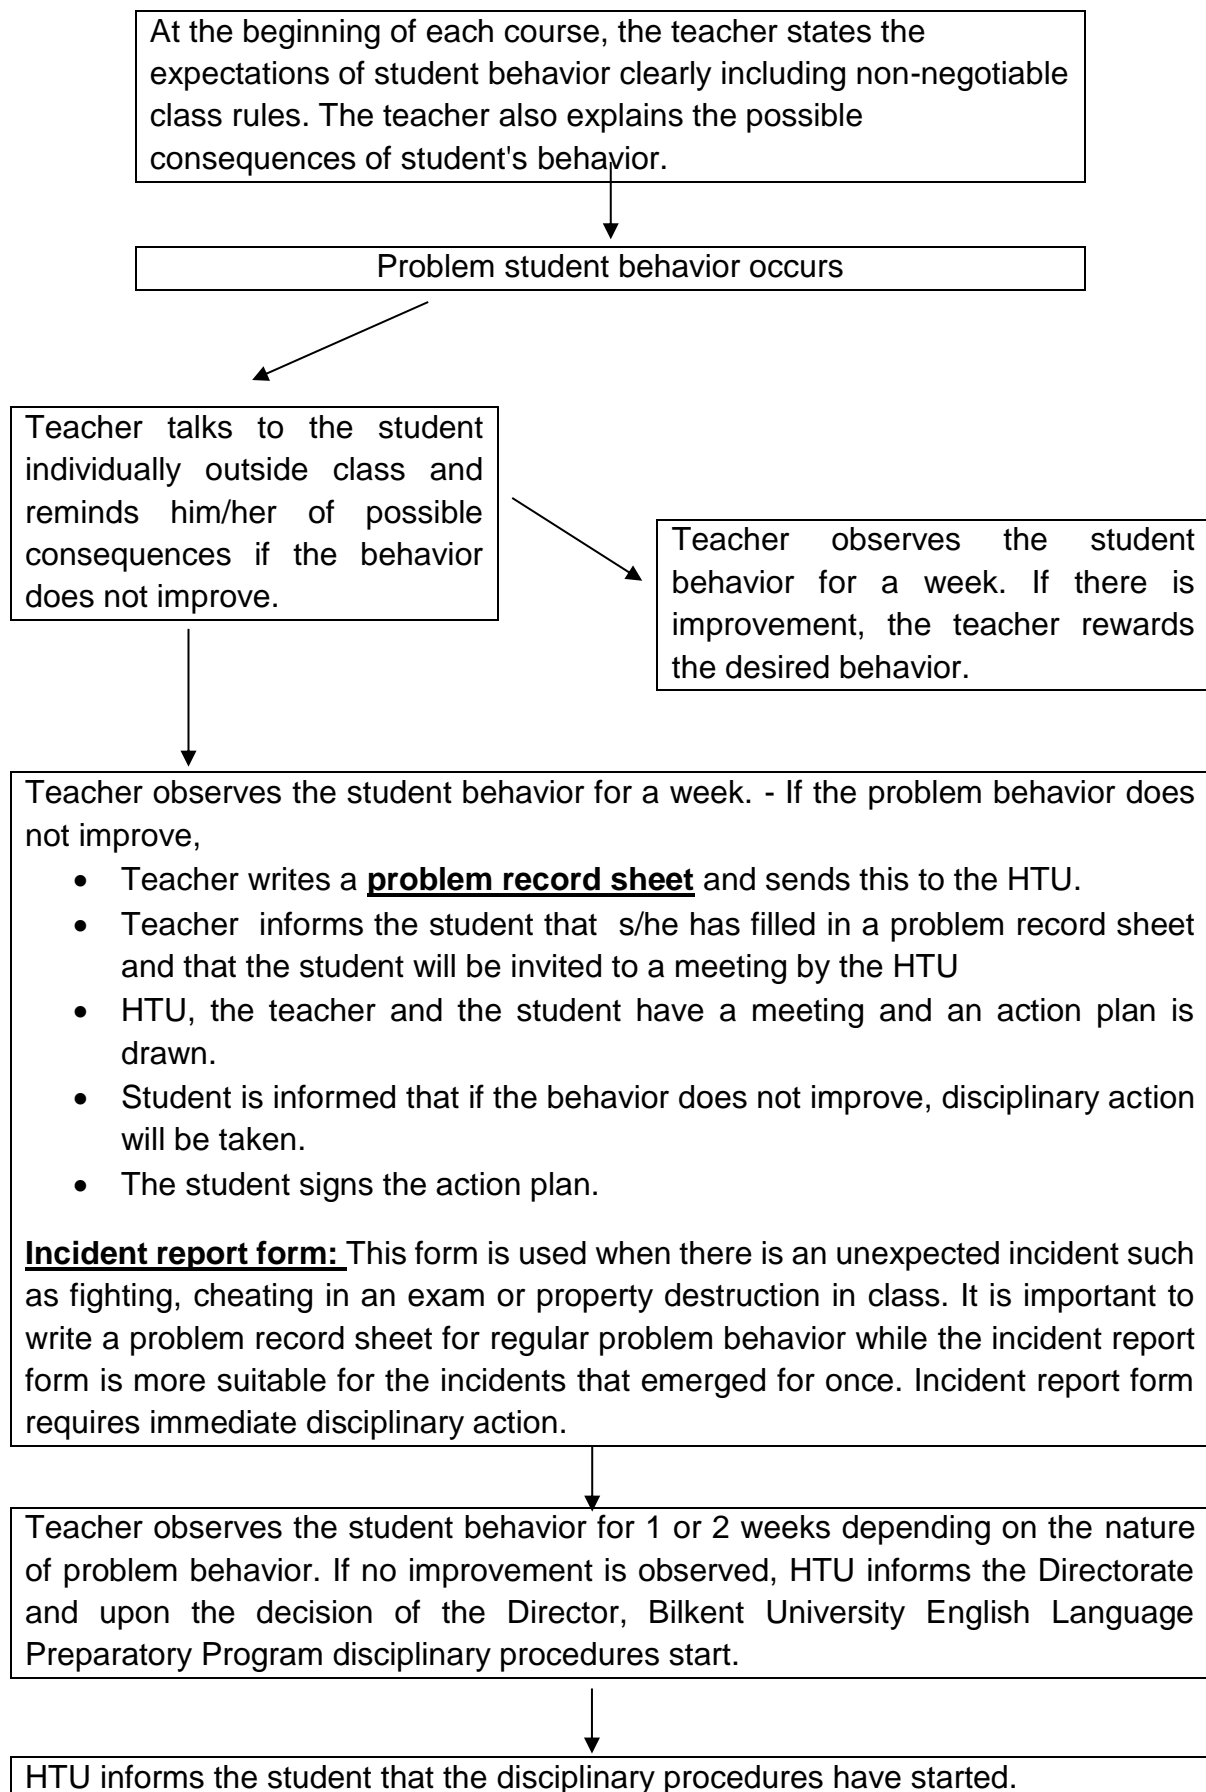 At the beginning of each course, the teacher states the
expectations of student behavior clearly including non-negotiable
class rules. The teacher also explains the possible
consequences of student's behavior.
Problem student behavior occurs
Teacher talks to the student
individually outside class and
reminds him/her of possible
consequences if the behavior
does not improve.
Teacher observes the student
behavior for a week. If there is
improvement, the teacher rewards
the desired behavior.
Teacher observes the student behavior for a week. - If the problem behavior does
not improve,
• Teacher writes a problem record sheet and sends this to the HTU.
• Teacher informs the student that s/he has filled in a problem record sheet
and that the student will be invited to a meeting by the HTU
• HTU, the teacher and the student have a meeting and an action plan is
drawn.
• Student is informed that if the behavior does not improve, disciplinary action
will be taken.
• The student signs the action plan.
Incident report form: This form is used when there is an unexpected incident such
as fighting, cheating in an exam or property destruction in class. It is important to
write a problem record sheet for regular problem behavior while the incident report
form is more suitable for the incidents that emerged for once. Incident report form
requires immediate disciplinary action.
Teacher observes the student behavior for 1 or 2 weeks depending on the nature
of problem behavior. If no improvement is observed, HTU informs the Directorate
and upon the decision of the Director, Bilkent University English Language
Preparatory Program disciplinary procedures start.
HTU informs the student that the disciplinary procedures have started.